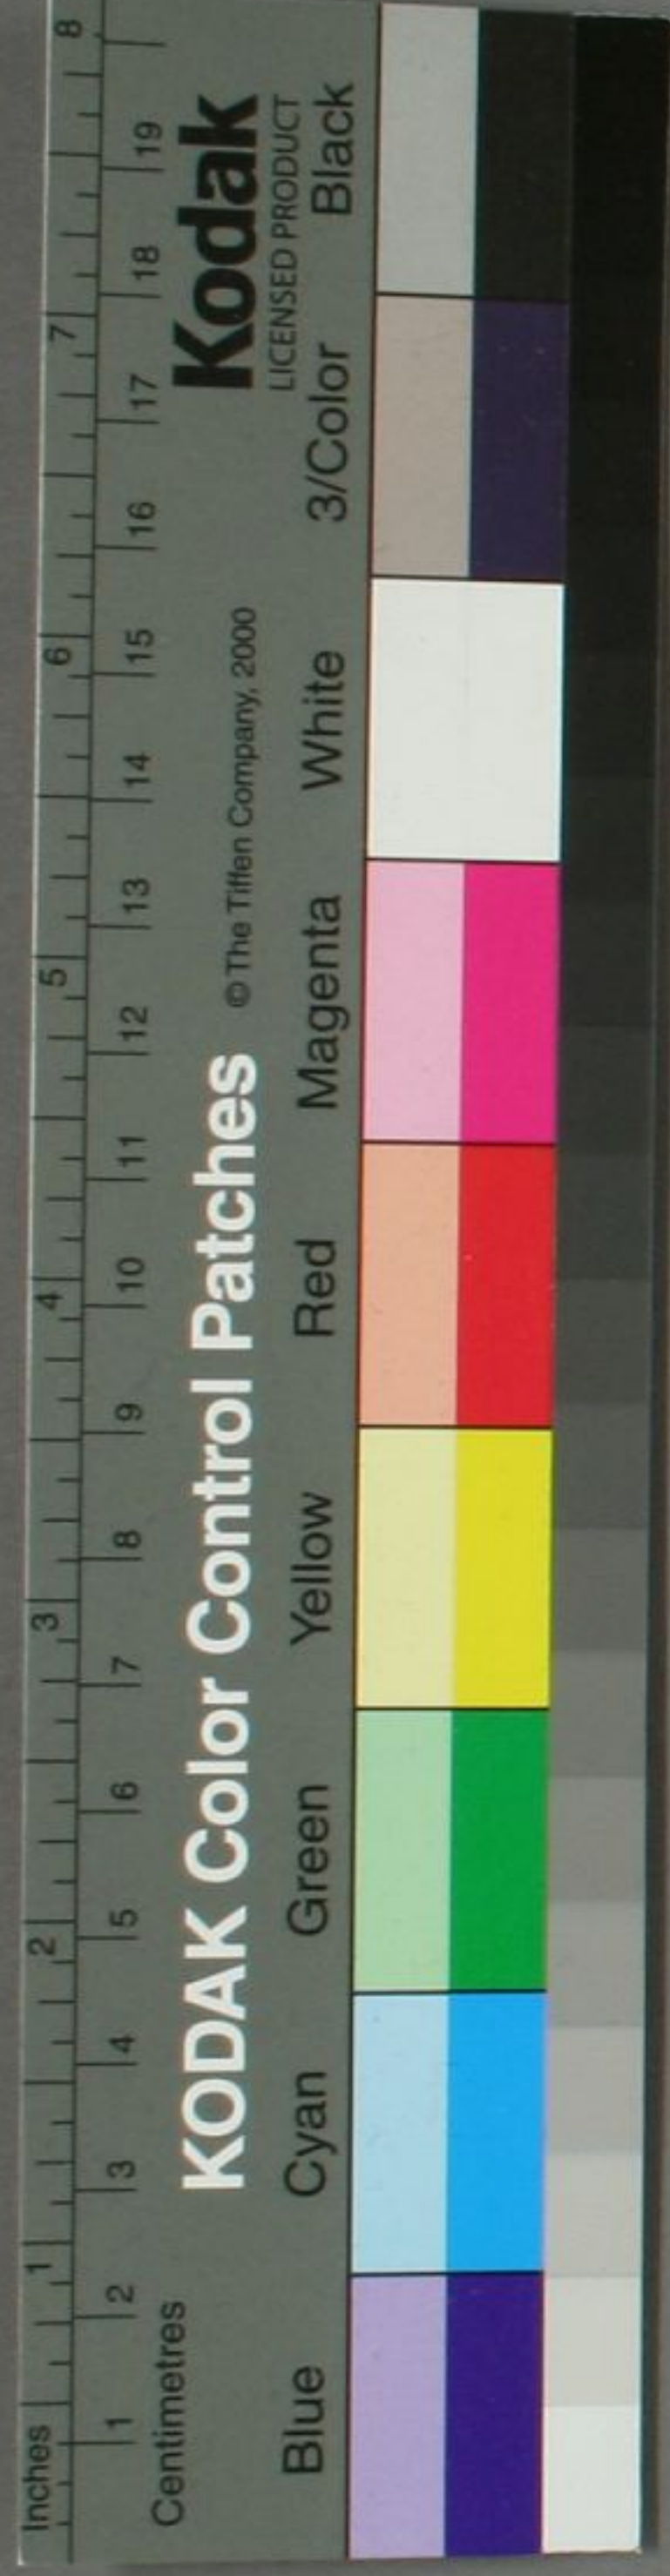 Inches 1 2 3 4 5 6 7 8
1 2 3 4 5 6 7 8 9 10 11 12 13 14 15 16 17 18 19
Centimetres
KODAK Color Control Patches © The Tiffen Company, 2000 Kodak
LICENSED PRODUCT
Blue Cyan Green Yellow Red Magenta White 3/Color Black